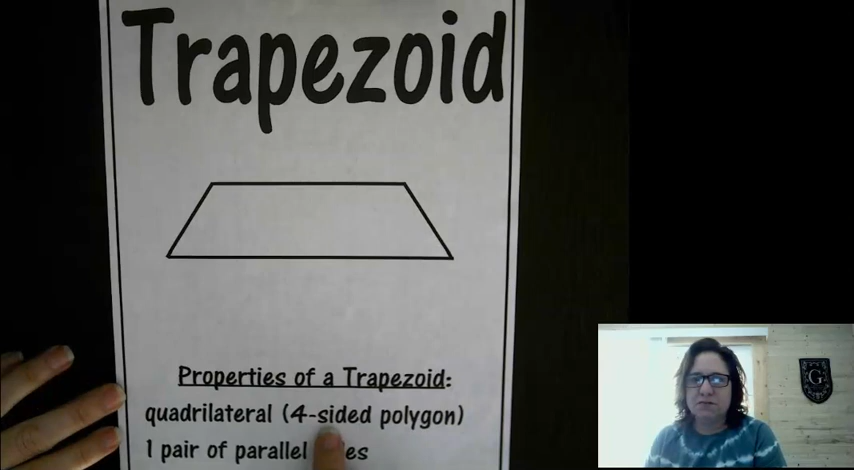 Trapezoid
Properties of a Trapezoid:
quadrilateral (4-sided polygon)
1 pair of parallel
G